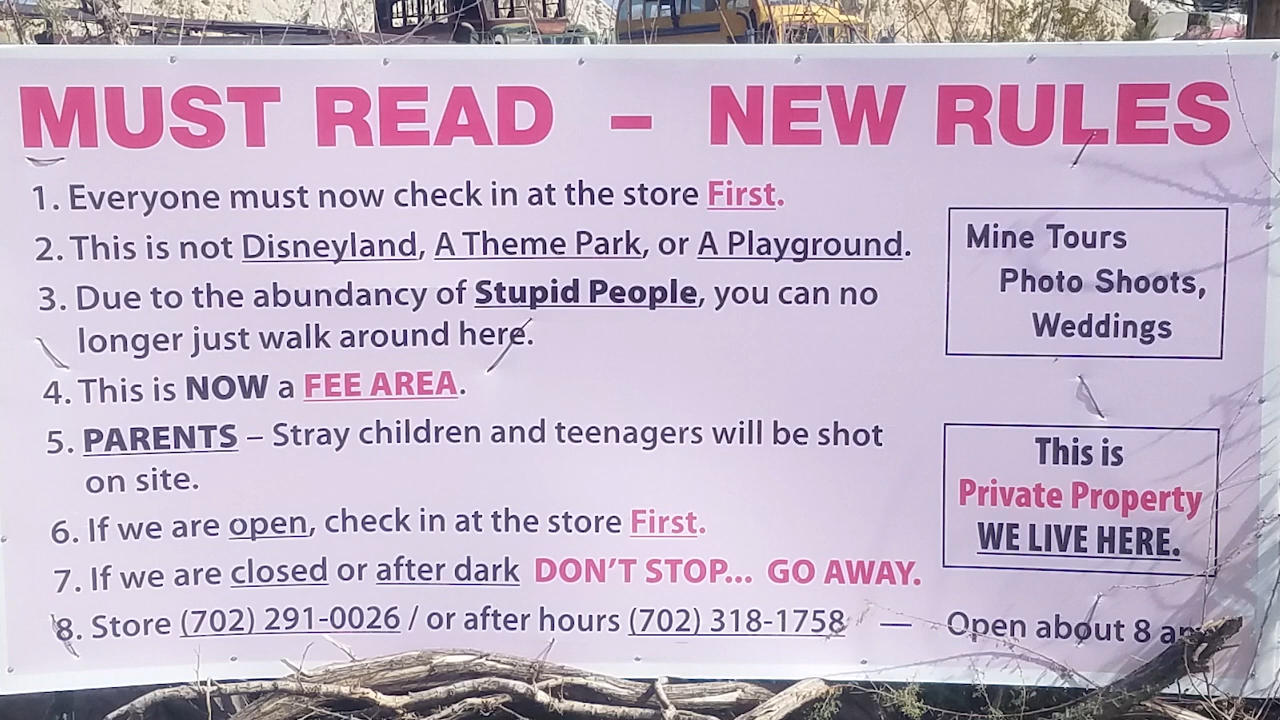 MUST READ – NEW RULES
1. Everyone must now check in at the store First.
2. This is not Disneyland, A Theme Park, or A Playground.
3. Due to the abundancy of Stupid People, you can no
longer just walk around here.
4. This is NOW a FEE AREA.
5. PARENTS – Stray children and teenagers will be shot
on site.
6. If we are open, check in at the store First.
7. If we are closed or after dark DON'T STOP... GO AWAY.
8. Store (702) 291-0026 / or after hours (702) 318-1758 — Open about 8
Mine Tours
Photo Shoots,
Weddings
This is
Private Property
WE LIVE HERE.